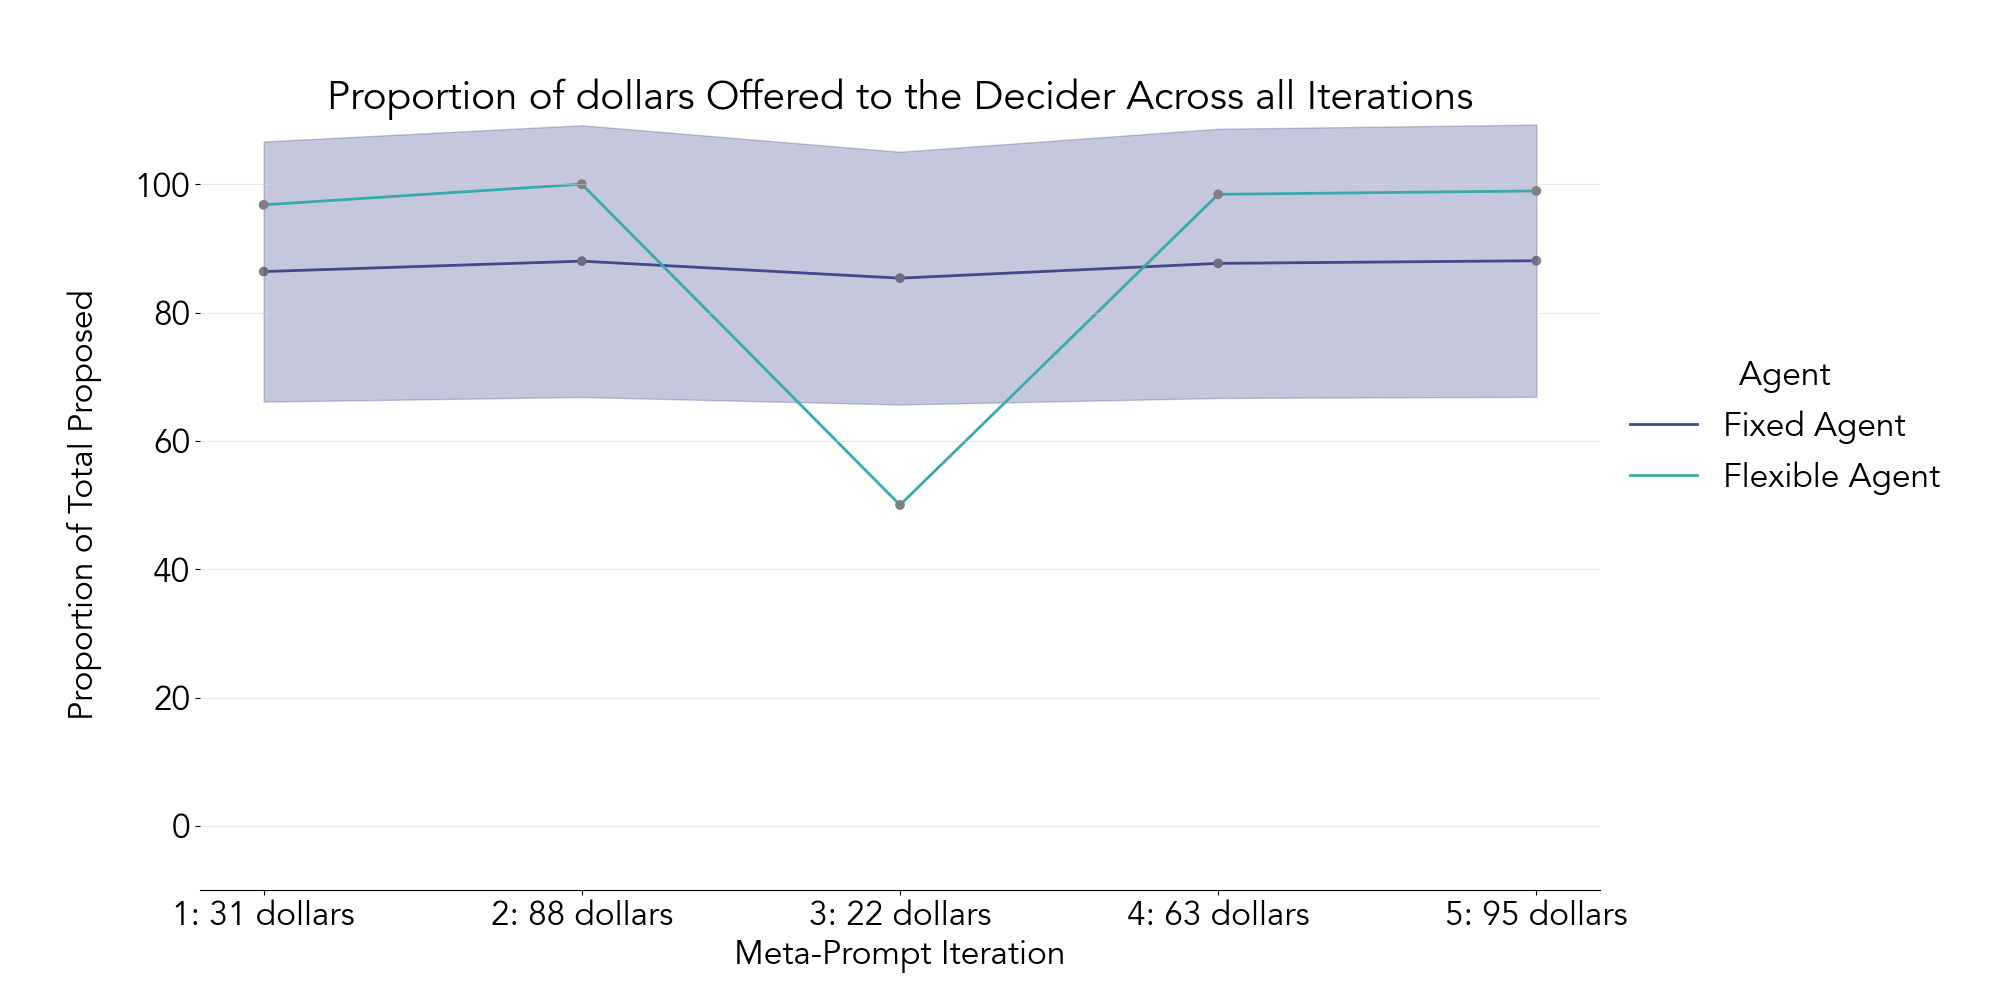 Proportion of dollars Offered to the Decider Across all Iterations
Proportion of Total Proposed
100
80
60
40
20
0
1: 31 dollars
2: 88 dollars
3: 22 dollars
4: 63 dollars
5: 95 dollars
Meta-Prompt Iteration
Agent
Fixed Agent
Flexible Agent